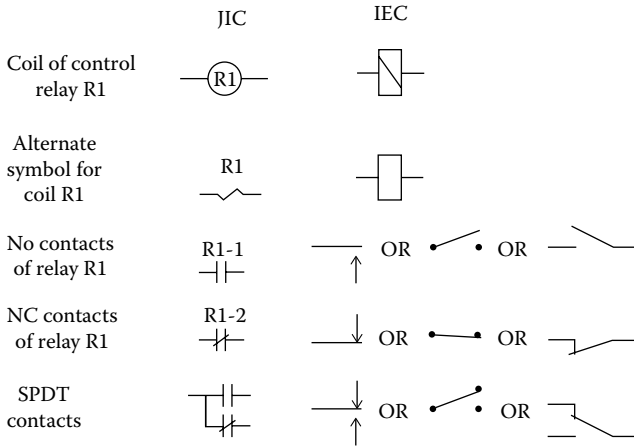 JIC IEC
Coil of control
relay R1
R1
Alternate
symbol for
coil R1
R1
No contacts
of relay R1
R1-1
OR OR
NC contacts
of relay R1
R1-2
OR OR
SPDT
contacts
OR OR